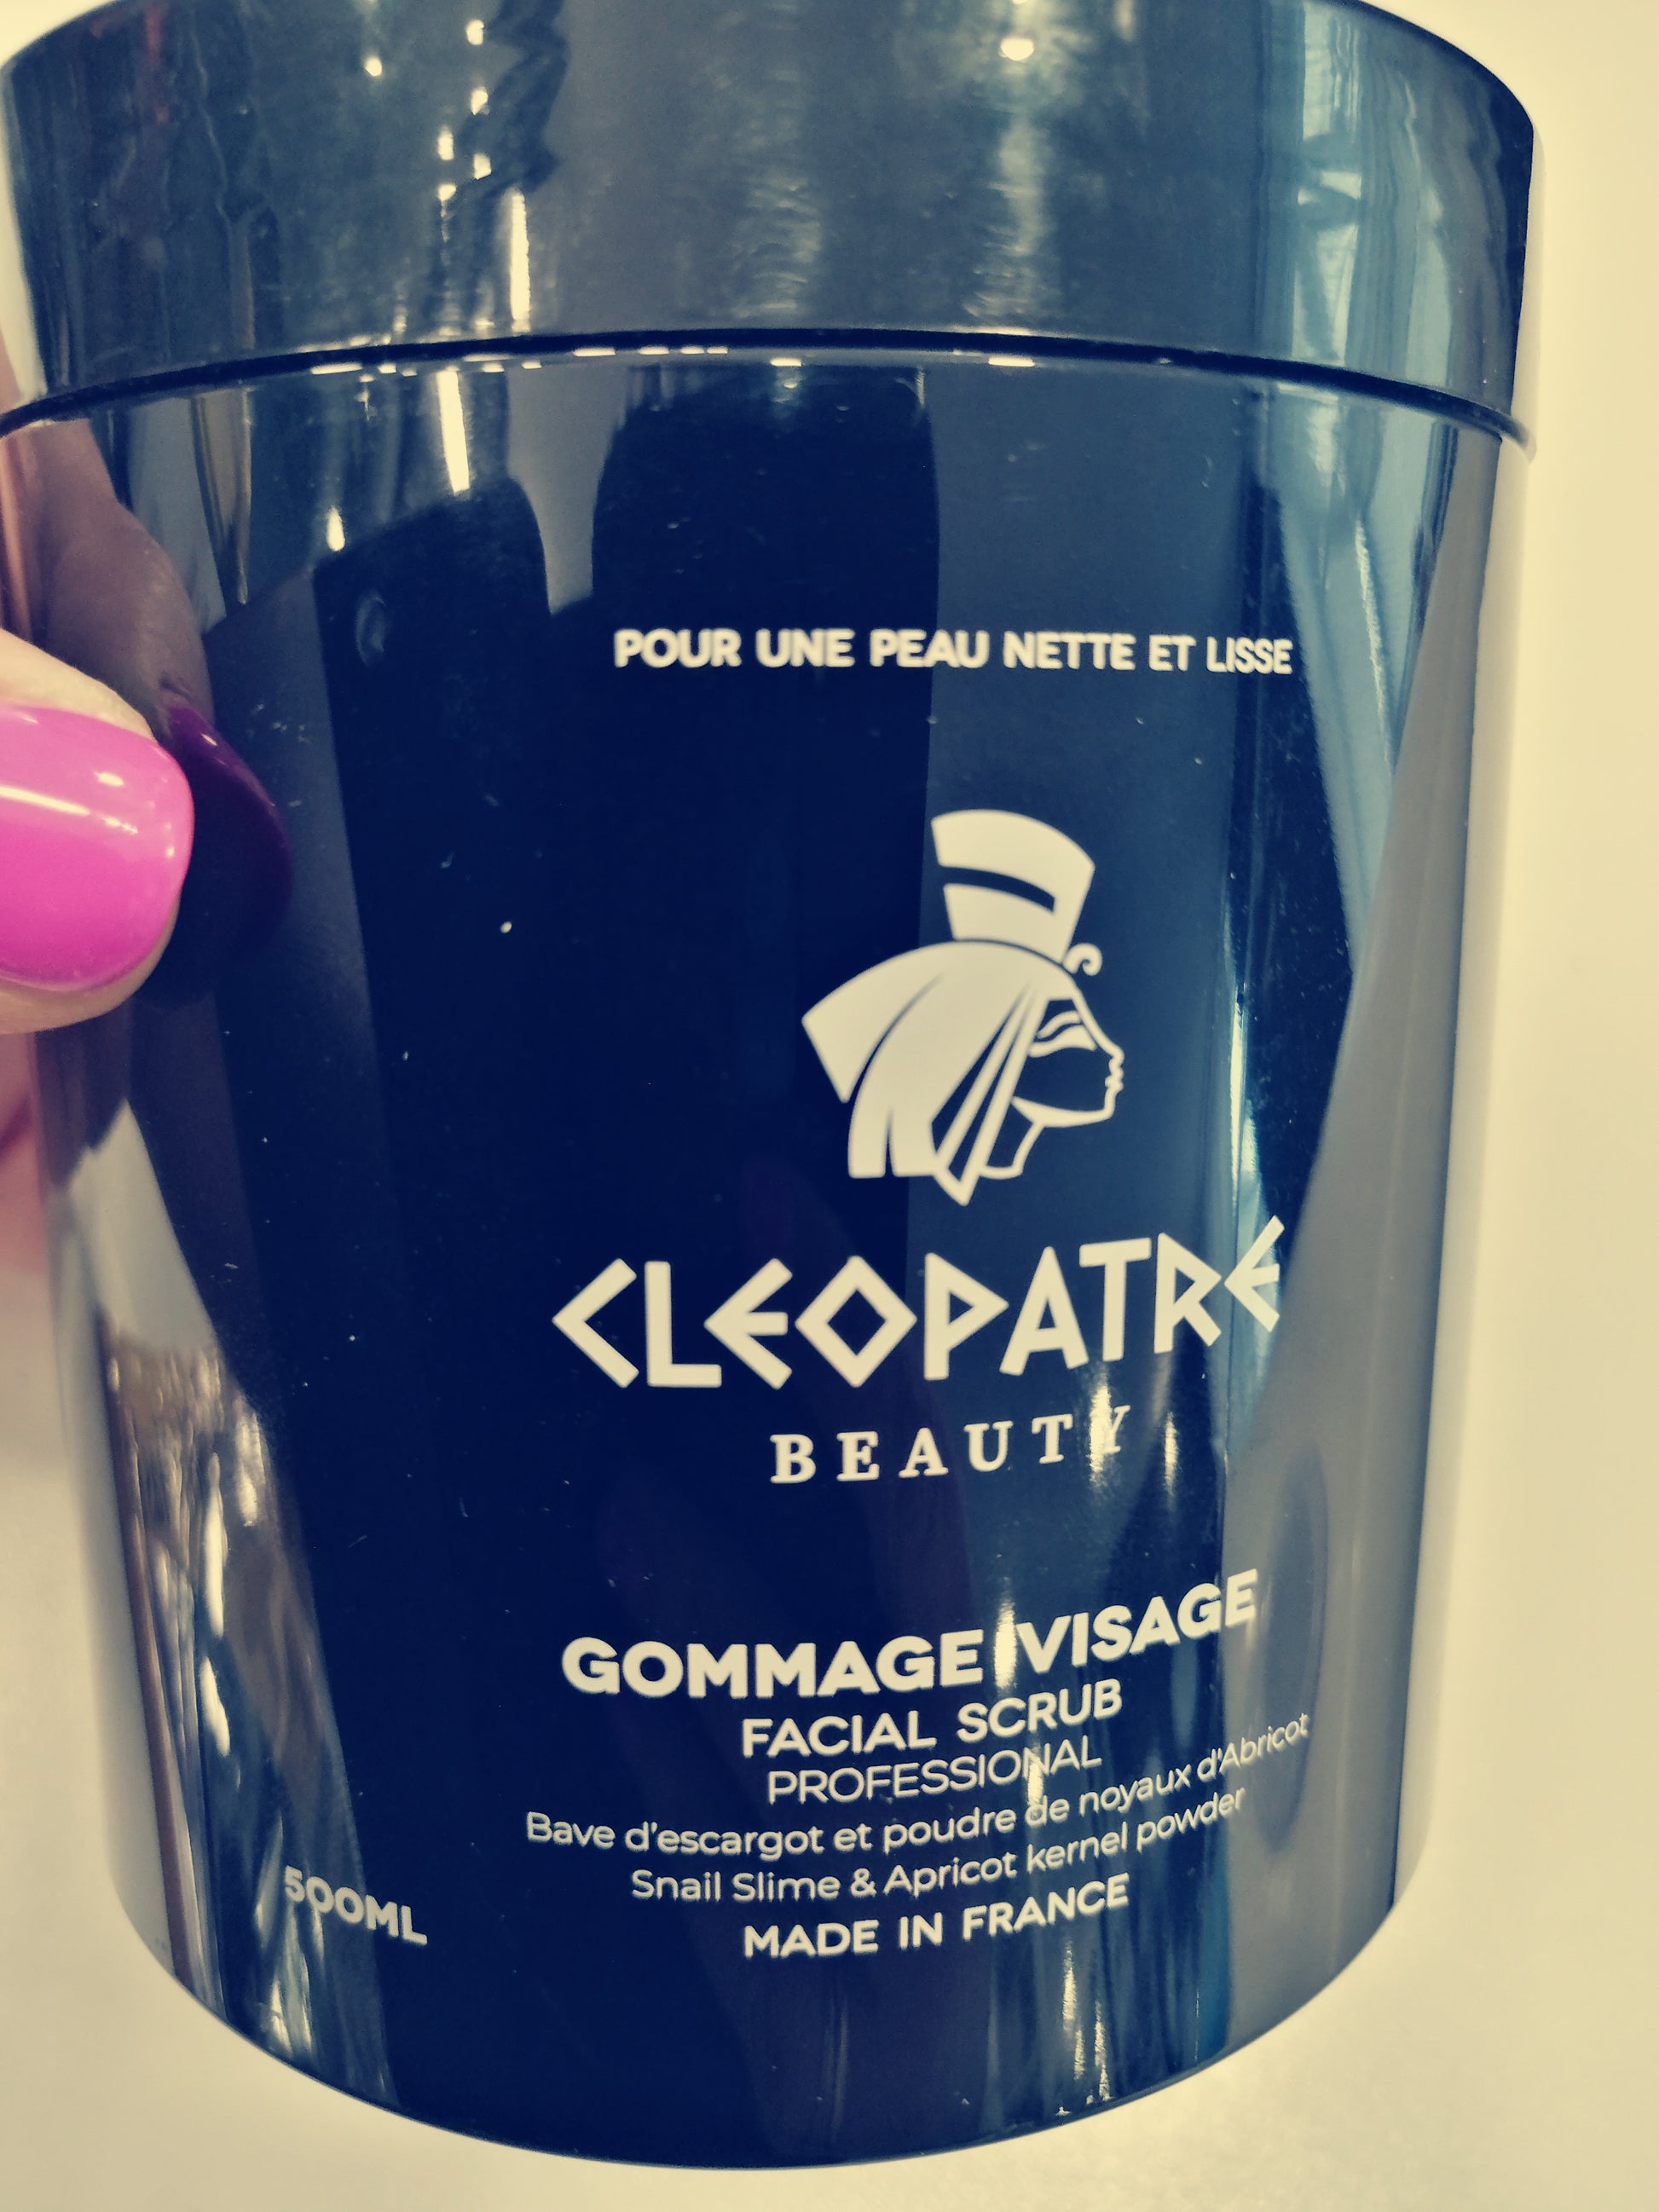 POUR UNE PEAU NETTE ET LISSE
CLEOPATRE
BEAUTY
GOMMAGE VISAGE
FACIAL SCRUB
PROFESSIONAL
Bave d'escargot et poudre de noyaux d'Abricot
Snail Slime & Apricot kernel powder
MADE IN FRANCE
500ML